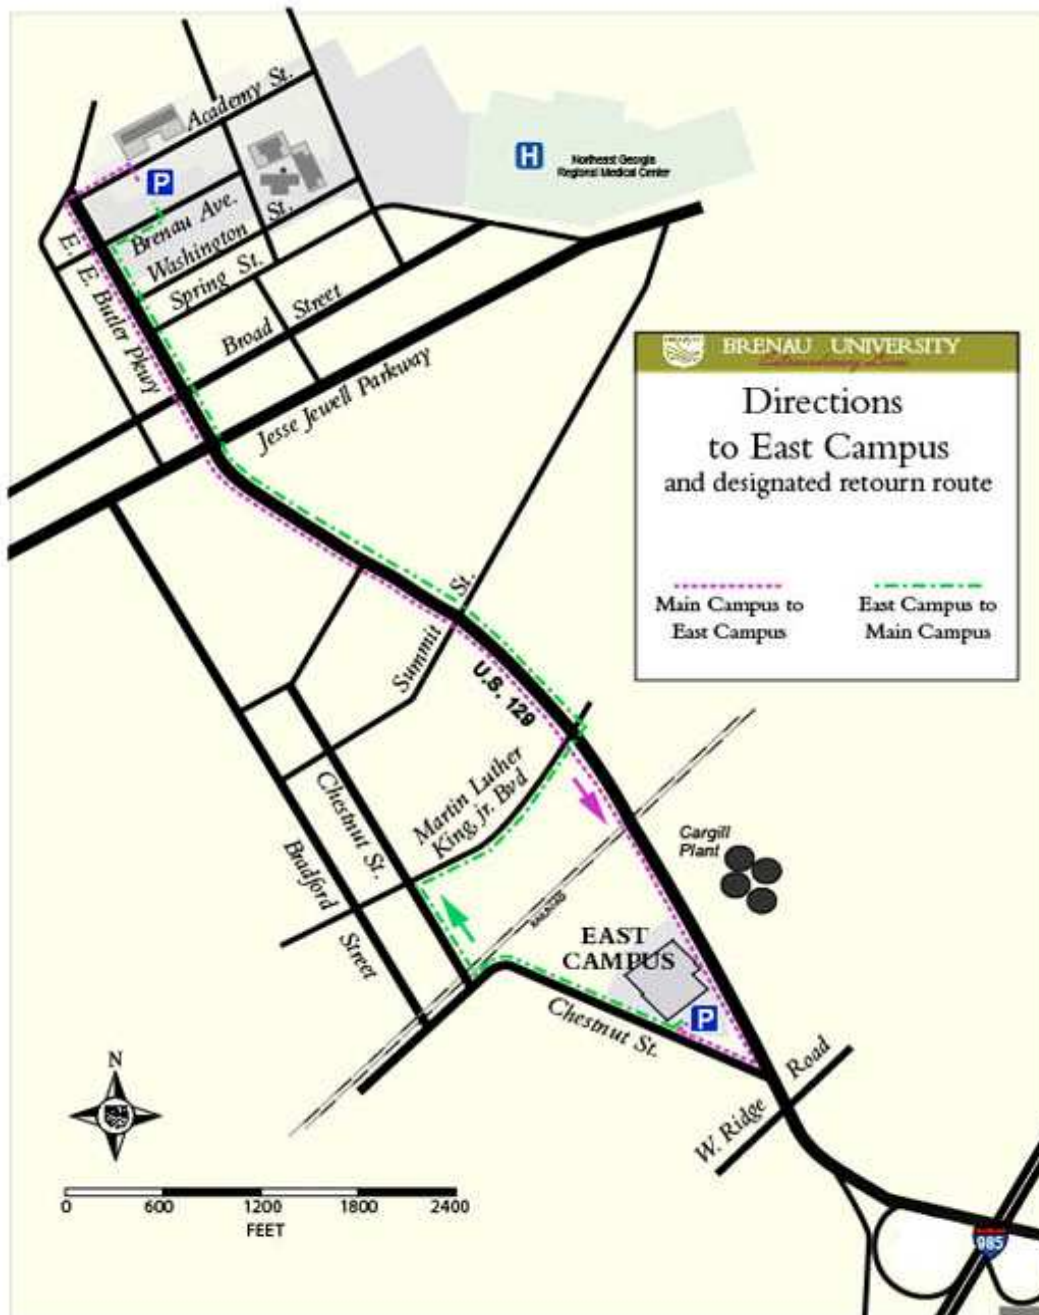 Academy St.
H
Northeast Georgia
Regional Medical Center
P
Brenau Ave.
Washington St.
Spring St.
Broad Street
E. E. Butler Pkwy
Jesse Jewell Parkway
BRENAU UNIVERSITY
Directions
to East Campus
and designated retourn route
Main Campus to
East Campus
East Campus to
Main Campus
Summit St.
U.S. 129
Martin Luther
King, jr. Bvd
Chestnut St.
Bradford Street
Cargill
Plant
RAILROAD
EAST
CAMPUS
P
Chestnut St.
W. Ridge Road
N
0 600 1200 1800 2400
FEET
985